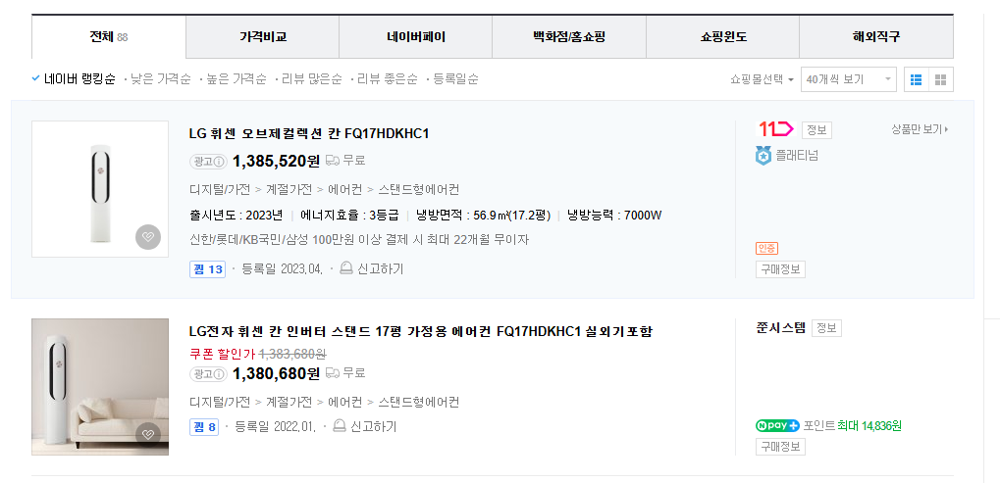 전체 88
가격비교
네이버페이
백화점/홈쇼핑
쇼핑윈도
해외직구
네이버 랭킹순 · 낮은 가격순 · 높은 가격순 · 리뷰 많은순 · 리뷰 좋은순 · 등록일순
쇼핑몰선택
40개씩 보기
LG 휘센 오브제컬렉션 칸 FQ17HDKHC1
광고 1,385,520원 무료
디지털/가전 > 계절가전 > 에어컨 > 스탠드형에어컨
출시년도 : 2023년 | 에너지효율 : 3등급 | 냉방면적 : 56.9㎡(17.2평) | 냉방능력 : 7000W
신한/롯데/KB국민/삼성 100만원 이상 결제 시 최대 22개월 무이자
찜 13 · 등록일 2023.04. · 신고하기
11 정보
상품만 보기
플래티넘
인증
구매정보
LG전자 휘센 칸 인버터 스탠드 17평 가정용 에어컨 FQ17HDKHC1 실외기포함
쿠폰 할인가 1,383,680원
광고 1,380,680원 무료
디지털/가전 > 계절가전 > 에어컨 > 스탠드형에어컨
찜 8 · 등록일 2022.01. · 신고하기
쭌시스템 정보
N pay+ 포인트 최대 14,836원
구매정보